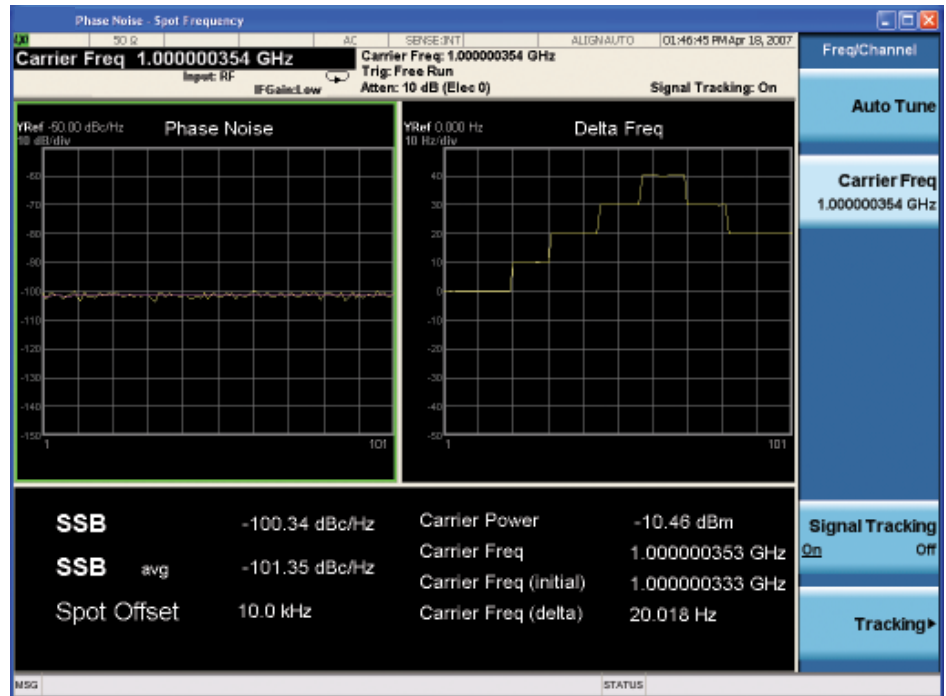 Phase Noise - Spot Frequency
50 Ω AC SENSE:INT ALIGN AUTO 01:46:45 PM Apr 18, 2007
Carrier Freq 1.000000354 GHz
Input: RF
IFGain:Low
Carrier Freq: 1.000000354 GHz
Trig: Free Run
Atten: 10 dB (Elec 0)
Signal Tracking: On
YRef -50.00 dBc/Hz
10 dB/div
Phase Noise
-60
-70
-80
-90
-100
-110
-120
-130
-140
-150
1 101
YRef 0.000 Hz
10 Hz/div
Delta Freq
40
30
20
10
0
-10
-20
-30
-40
-50
1 101
SSB -100.34 dBc/Hz
SSB avg -101.35 dBc/Hz
Spot Offset 10.0 kHz
Carrier Power -10.46 dBm
Carrier Freq 1.000000353 GHz
Carrier Freq (initial) 1.000000333 GHz
Carrier Freq (delta) 20.018 Hz
Freq/Channel
Auto Tune
Carrier Freq
1.000000354 GHz
Signal Tracking
On Off
Tracking
MSG STATUS